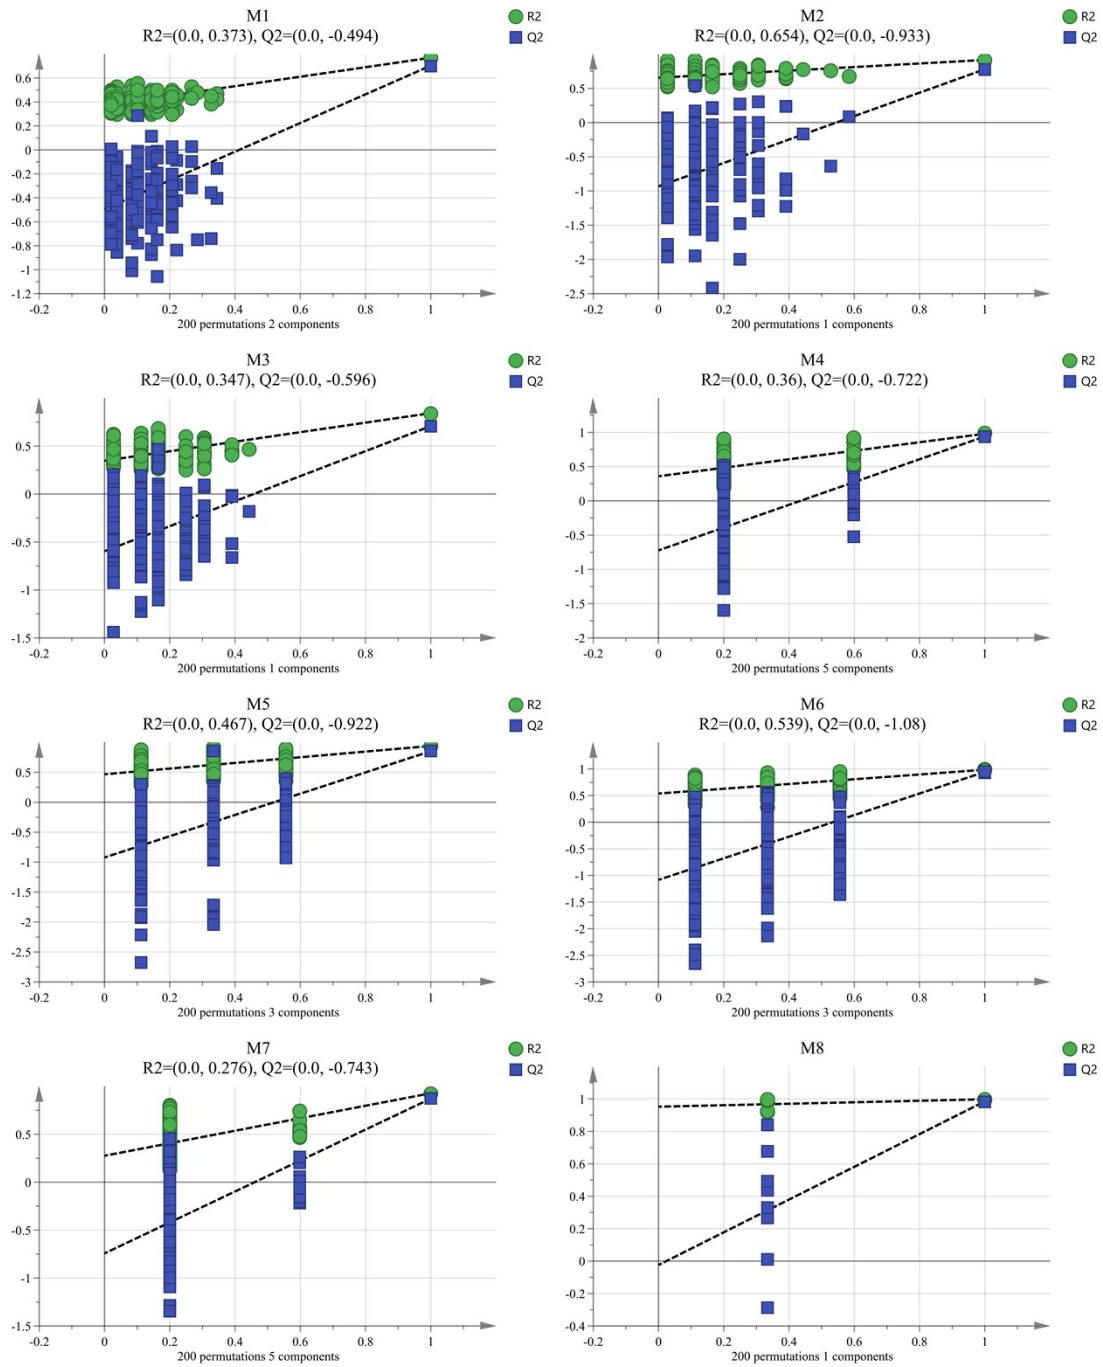 M1
R2=(0.0, 0.373), Q2=(0.0, -0.494)
R2
Q2
0.6
0.4
0.2
0
-0.2
-0.4
-0.6
-0.8
-1
-1.2
-0.2
0
0.2
0.4
0.6
0.8
1
200 permutations 2 components
M2
R2=(0.0, 0.654), Q2=(0.0, -0.933)
R2
Q2
0.5
0
-0.5
-1
-1.5
-2
-2.5
-0.2
0
0.2
0.4
0.6
0.8
1
200 permutations 1 components
M3
R2=(0.0, 0.347), Q2=(0.0, -0.596)
R2
Q2
0.5
0
-0.5
-1
-1.5
-0.2
0
0.2
0.4
0.6
0.8
1
200 permutations 1 components
M4
R2=(0.0, 0.36), Q2=(0.0, -0.722)
R2
Q2
1
0.5
0
-0.5
-1
-1.5
-2
-0.2
0
0.2
0.4
0.6
0.8
1
200 permutations 5 components
M5
R2=(0.0, 0.467), Q2=(0.0, -0.922)
R2
Q2
0.5
0
-0.5
-1
-1.5
-2
-2.5
-3
-0.2
0
0.2
0.4
0.6
0.8
1
200 permutations 3 components
M6
R2=(0.0, 0.539), Q2=(0.0, -1.08)
R2
Q2
1
0.5
0
-0.5
-1
-1.5
-2
-2.5
-3
-0.2
0
0.2
0.4
0.6
0.8
1
200 permutations 3 components
M7
R2=(0.0, 0.276), Q2=(0.0, -0.743)
R2
Q2
0.5
0
-0.5
-1
-1.5
-0.2
0
0.2
0.4
0.6
0.8
1
200 permutations 5 components
M8
R2
Q2
1
0.8
0.6
0.4
0.2
0
-0.2
-0.4
-0.2
0
0.2
0.4
0.6
0.8
1
200 permutations 1 components